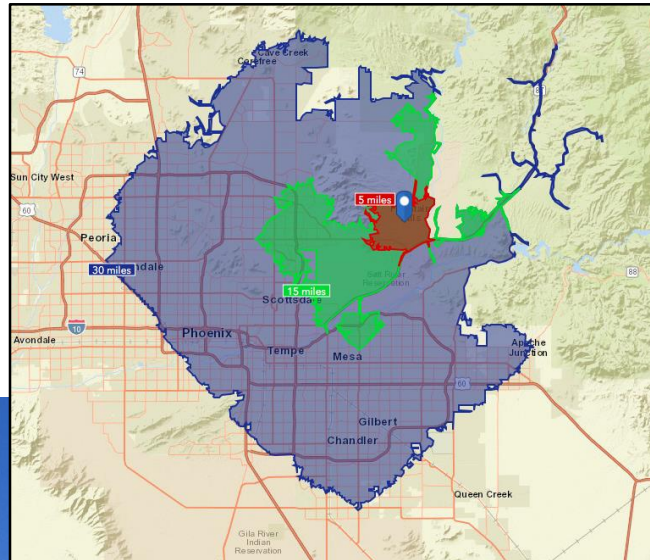 Cave Creek
Carefree
74
87
Sun City West
60
5 miles
Peoria
30 miles
Salt River
Reservation
88
15 miles
Scottsdale
10
Avondale
Phoenix
Apache
Junction
Tempe
Mesa
60
Gilbert
Chandler
Queen Creek
Gila River
Indian
Reservation